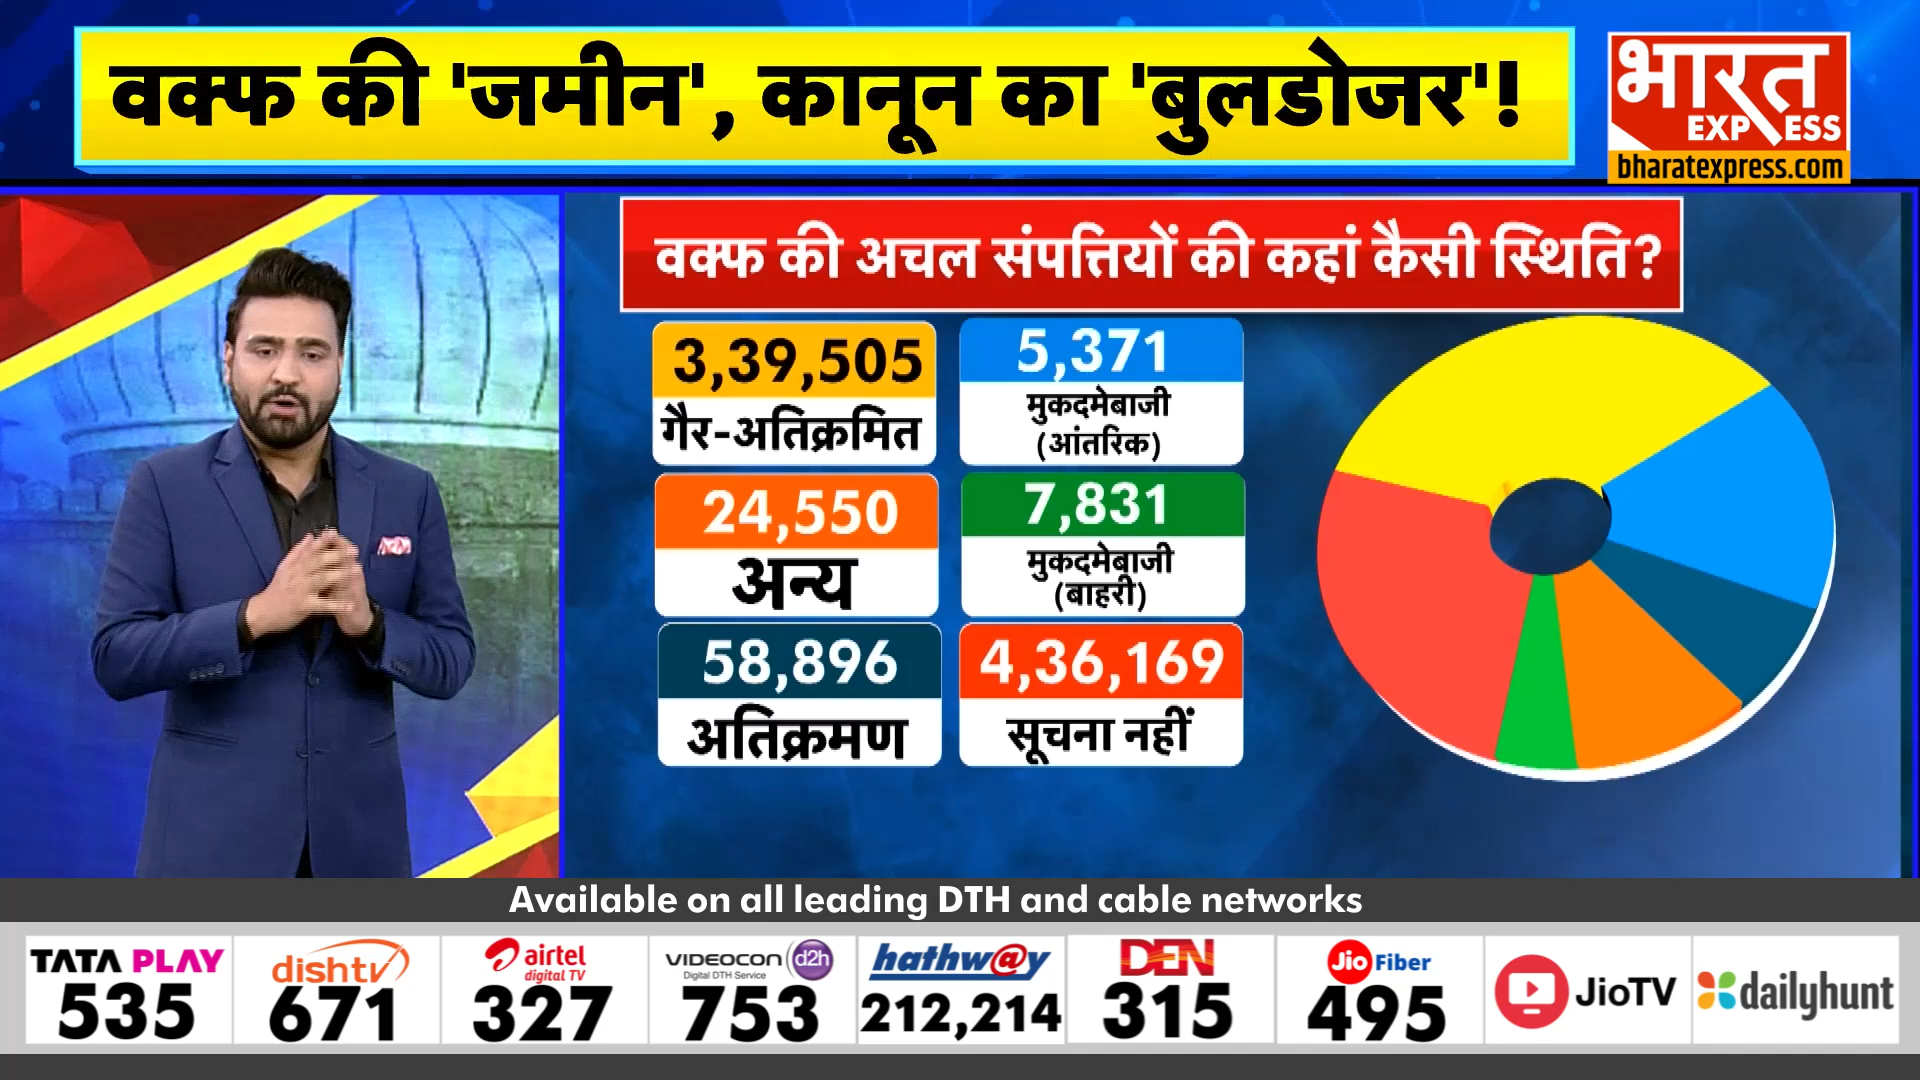 वक्फ की 'जमीन', कानून का 'बुलडोजर'!
भारत
EXPRESS
bharatexpress.com
वक्फ की अचल संपत्तियों की कहां कैसी स्थिति?
3,39,505
गैर-अतिक्रमित
5,371
मुकदमेबाजी
(आंतरिक)
24,550
अन्य
7,831
मुकदमेबाजी
(बाहरी)
58,896
अतिक्रमण
4,36,169
सूचना नहीं
Available on all leading DTH and cable networks
TATA PLAY
535
dishtv
671
airtel
digital TV
327
VIDEOCON d2h
Digital DTH Service
753
hathw@y
212,214
DEN
315
Jio Fiber
495
JioTV
dailyhunt